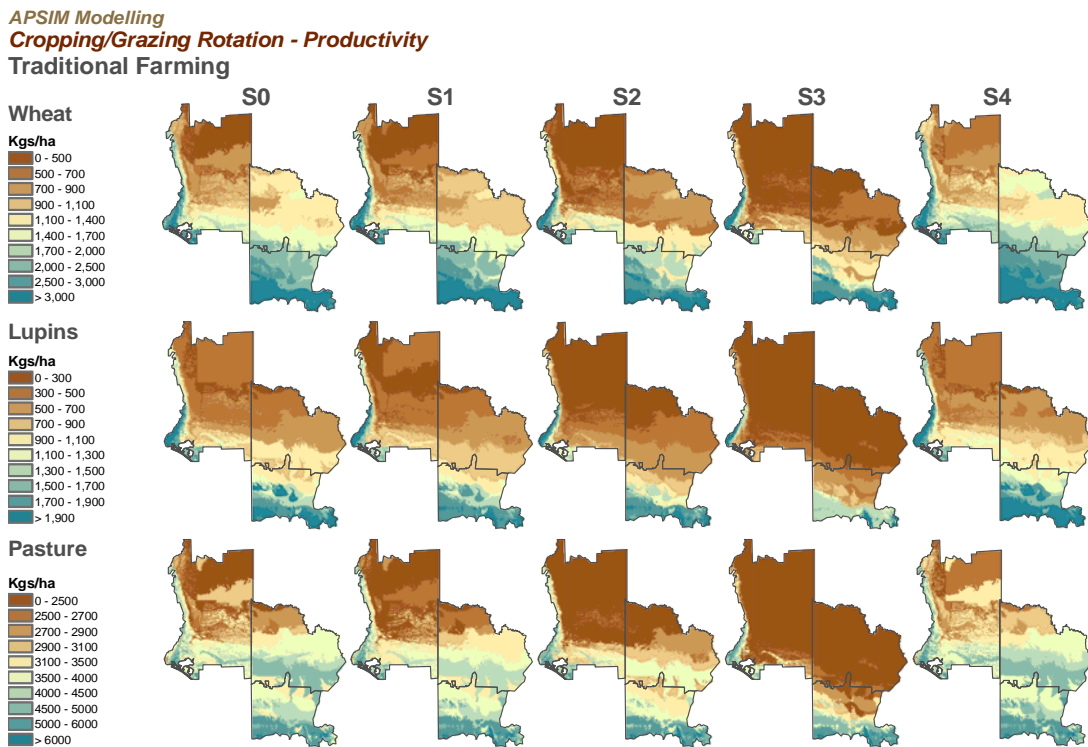 APSIM Modelling
Cropping/Grazing Rotation - Productivity
Traditional Farming
S0 S1 S2 S3 S4
Wheat
Kgs/ha
0 - 500
500 - 700
700 - 900
900 - 1,100
1,100 - 1,400
1,400 - 1,700
1,700 - 2,000
2,000 - 2,500
2,500 - 3,000
> 3,000
Lupins
Kgs/ha
0 - 300
300 - 500
500 - 700
700 - 900
900 - 1,100
1,100 - 1,300
1,300 - 1,500
1,500 - 1,700
1,700 - 1,900
> 1,900
Pasture
Kgs/ha
0 - 2500
2500 - 2700
2700 - 2900
2900 - 3100
3100 - 3500
3500 - 4000
4000 - 4500
4500 - 5000
5000 - 6000
> 6000